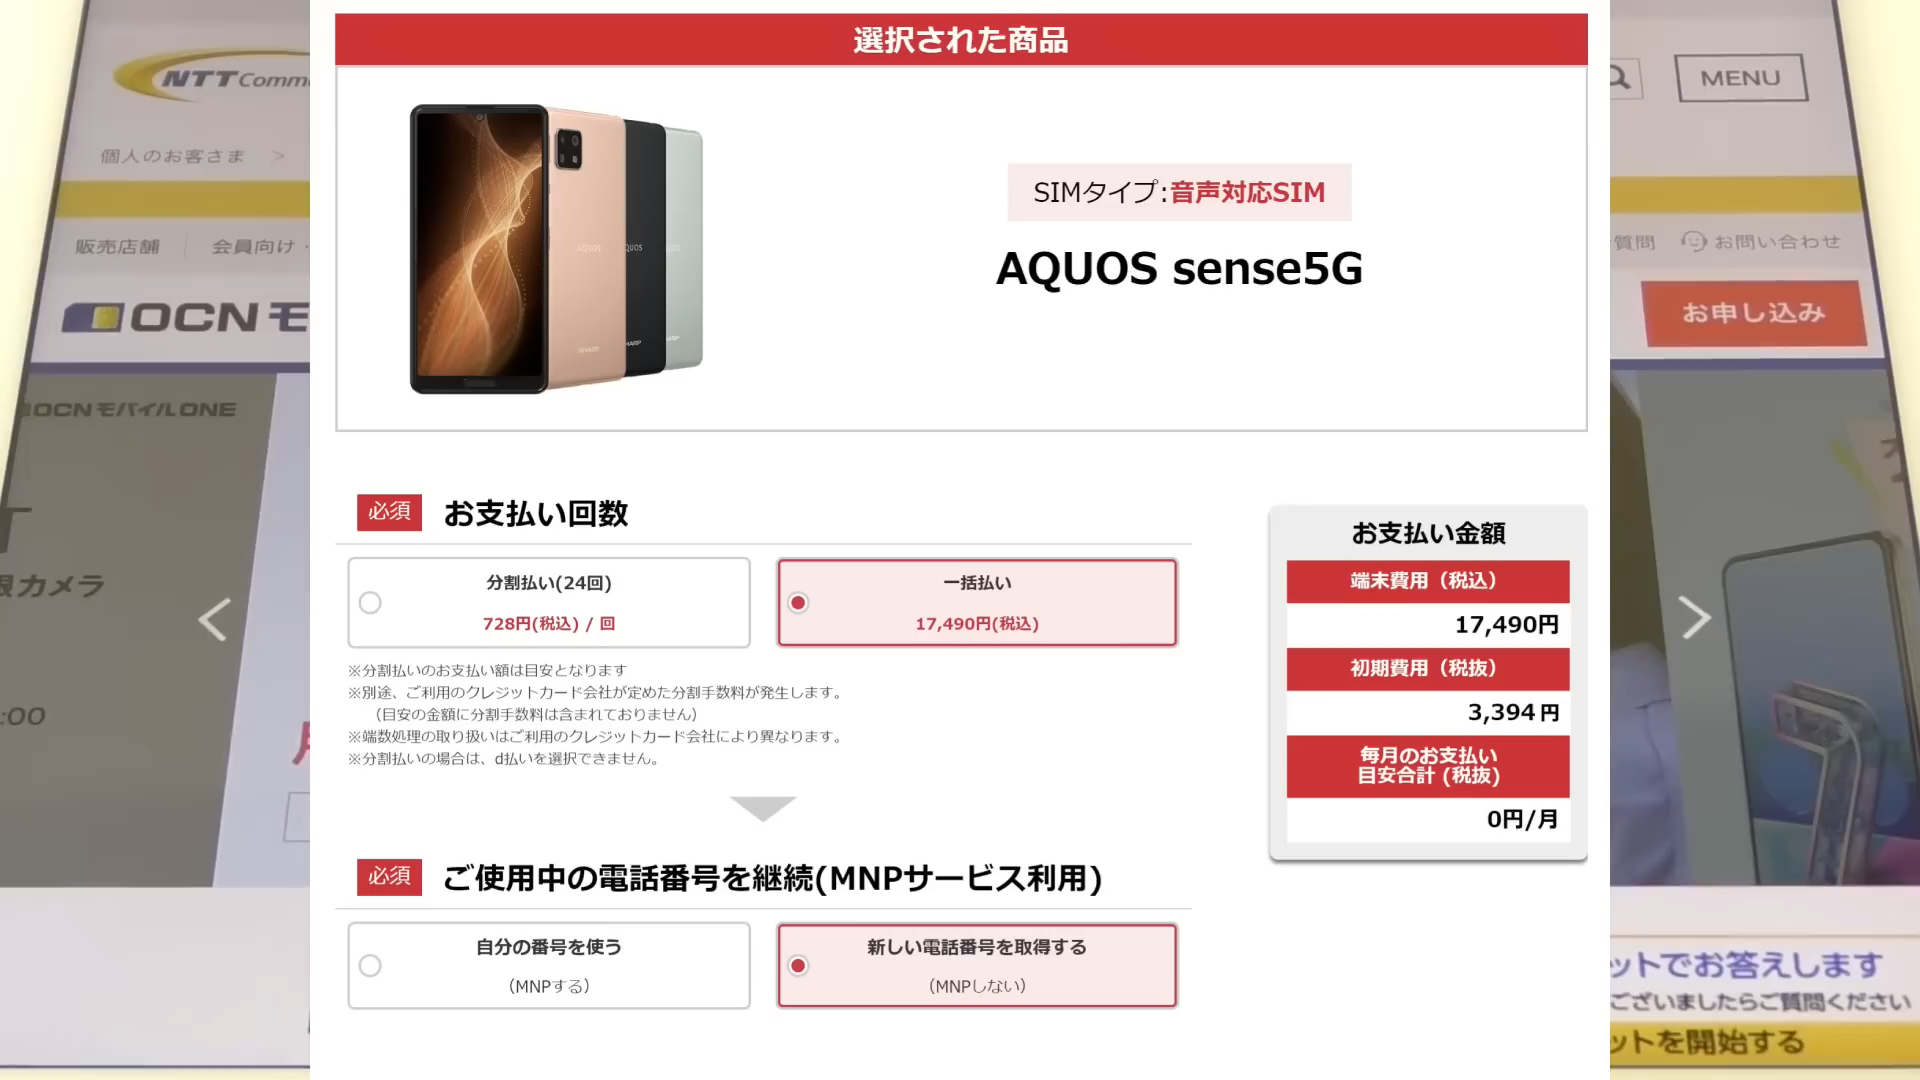 選択された商品
SIMタイプ:音声対応SIM
AQUOS sense5G
必須 お支払い回数
分割払い(24回)
728円(税込) / 回
一括払い
17,490円(税込)
※分割払いのお支払い額は目安となります
※別途、ご利用のクレジットカード会社が定めた分割手数料が発生します。
（目安の金額に分割手数料は含まれておりません）
※端数処理の取り扱いはご利用のクレジットカード会社により異なります。
※分割払いの場合は、d払いを選択できません。
お支払い金額
端末費用（税込）
17,490円
初期費用（税抜）
3,394円
毎月のお支払い
目安合計 (税抜)
0円/月
必須 ご使用中の電話番号を継続(MNPサービス利用)
自分の番号を使う
（MNPする）
新しい電話番号を取得する
（MNPしない）
NTT Comm
個人のお客さま >
販売店舗
会員向け
OCN モ
OCN モバイル ONE
カメラ
:00
MENU
質問
お問い合わせ
お申し込み
ットでお答えします
ございましたらご質問ください
ットを開始する